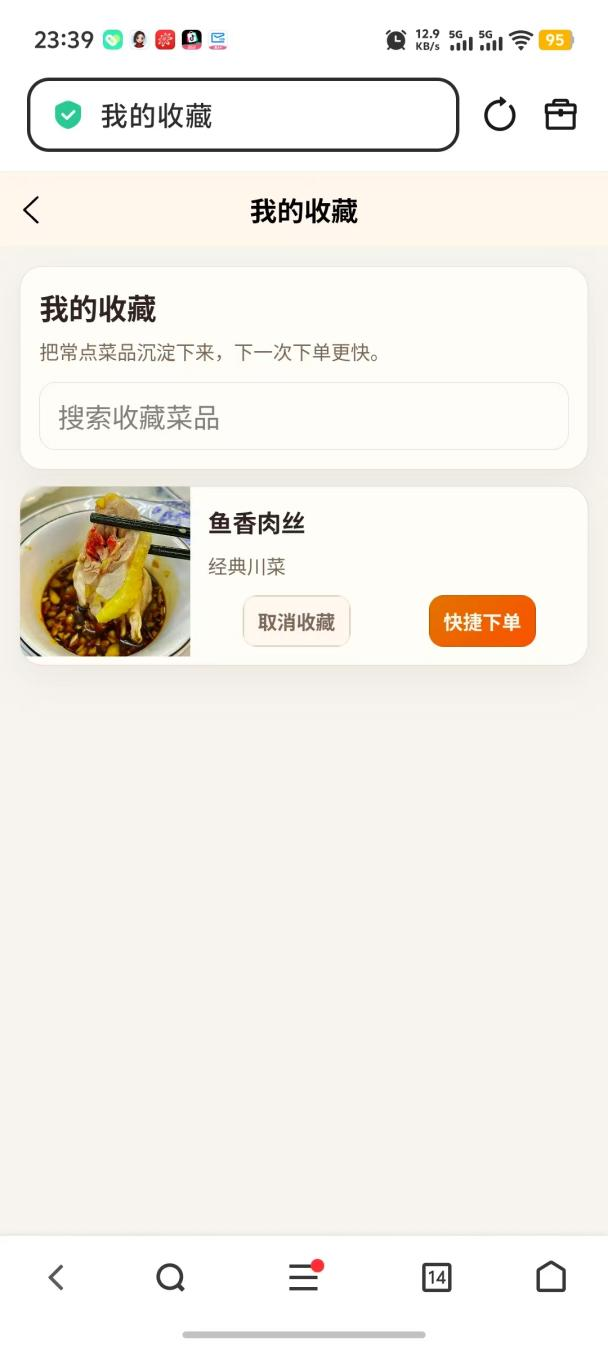 23:39
12.9
KB/s
5G
5G
95
我的收藏
我的收藏
我的收藏
把常点菜品沉淀下来，下一次下单更快。
搜索收藏菜品
鱼香肉丝
经典川菜
取消收藏
快捷下单
14